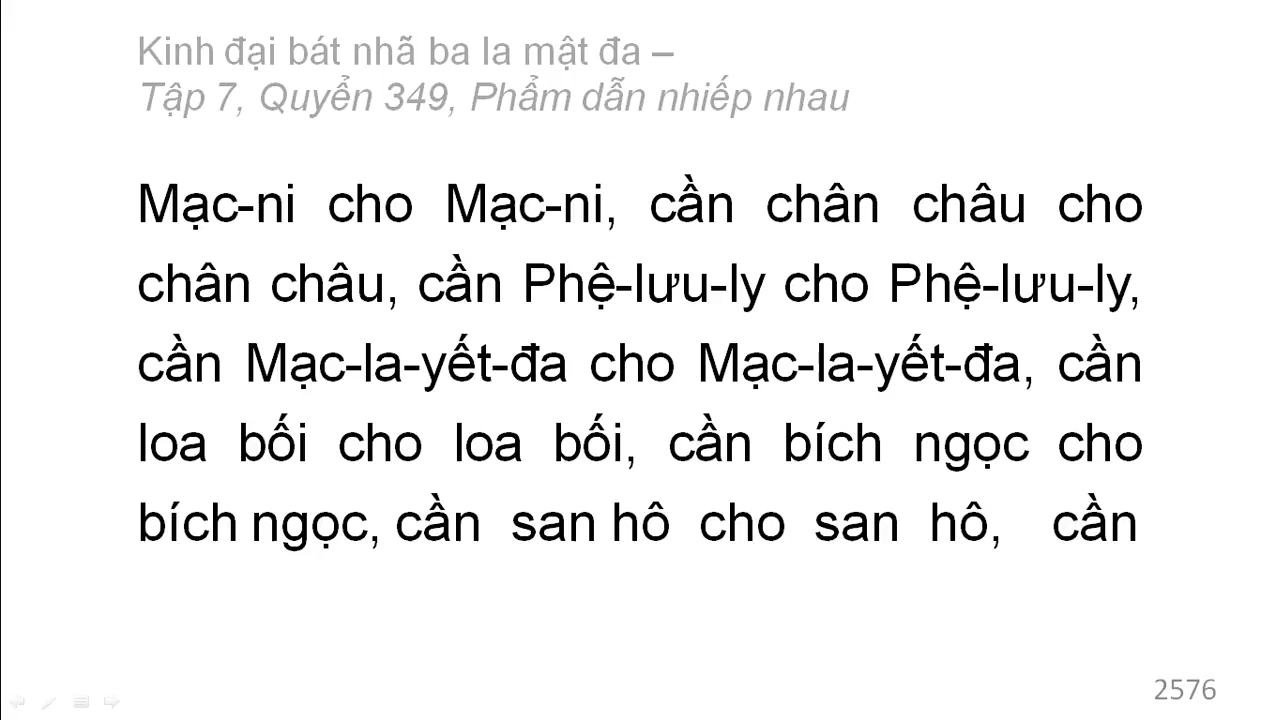 Kinh đại bát nhã ba la mật đa –
Tập 7, Quyển 349, Phẩm dẫn nhiếp nhau
Mạc-ni cho Mạc-ni, cần chân châu cho
chân châu, cần Phệ-lưu-ly cho Phệ-lưu-ly,
cần Mạc-la-yết-đa cho Mạc-la-yết-đa, cần
loa bối cho loa bối, cần bích ngọc cho
bích ngọc, cần san hô cho san hô, cần
2576